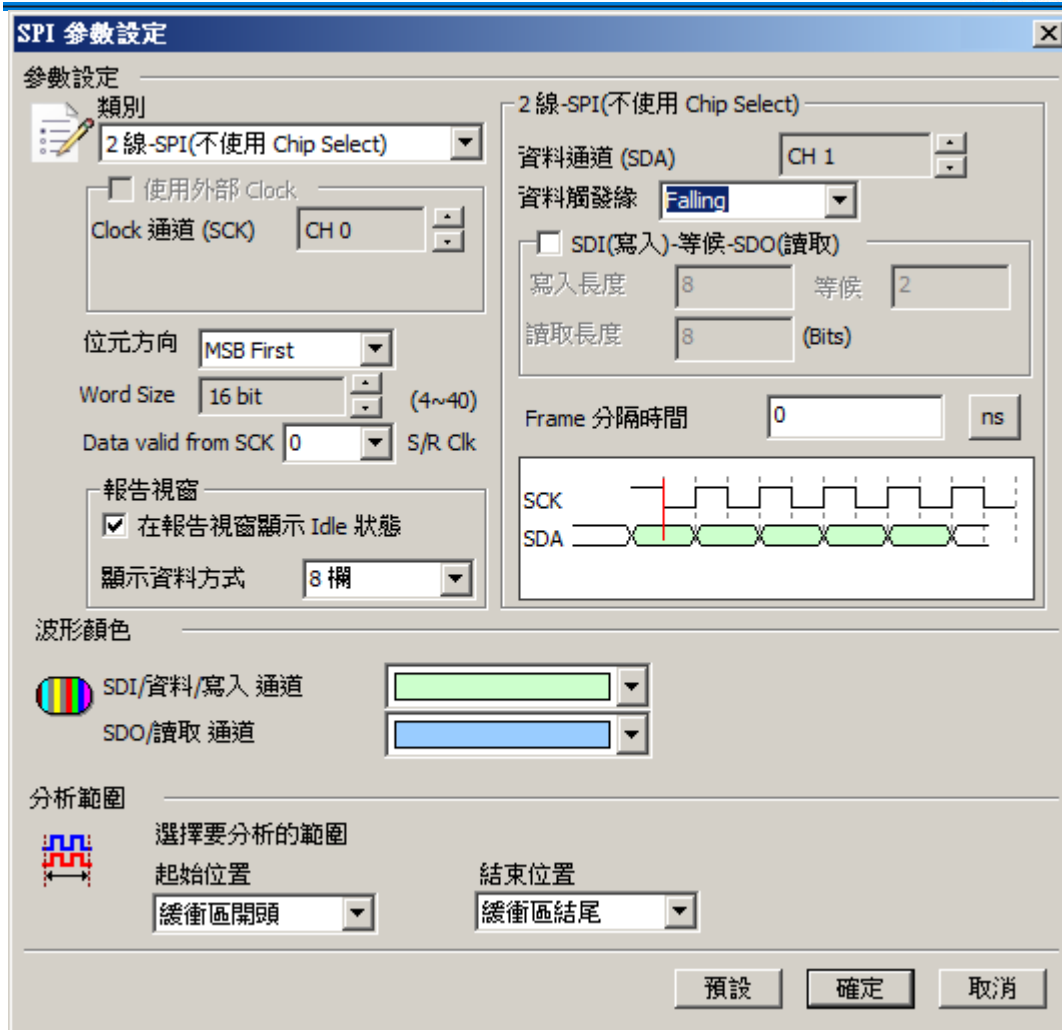 SPI 參數設定
參數設定
類別
2 線-SPI(不使用 Chip Select)
使用外部 Clock
Clock 通道 (SCK) CH 0
位元方向 MSB First
Word Size 16 bit (4~40)
Data valid from SCK 0 S/R Clk
報告視窗
在報告視窗顯示 Idle 狀態
顯示資料方式 8 欄
2 線-SPI(不使用 Chip Select)
資料通道 (SDA) CH 1
資料觸發緣 Falling
SDI(寫入)-等候-SDO(讀取)
寫入長度 8 等候 2
讀取長度 8 (Bits)
Frame 分隔時間 0 ns
SCK
SDA
波形顏色
SDI/資料/寫入 通道
SDO/讀取 通道
分析範圍
選擇要分析的範圍
起始位置 結束位置
緩衝區開頭 緩衝區結尾
預設 確定 取消